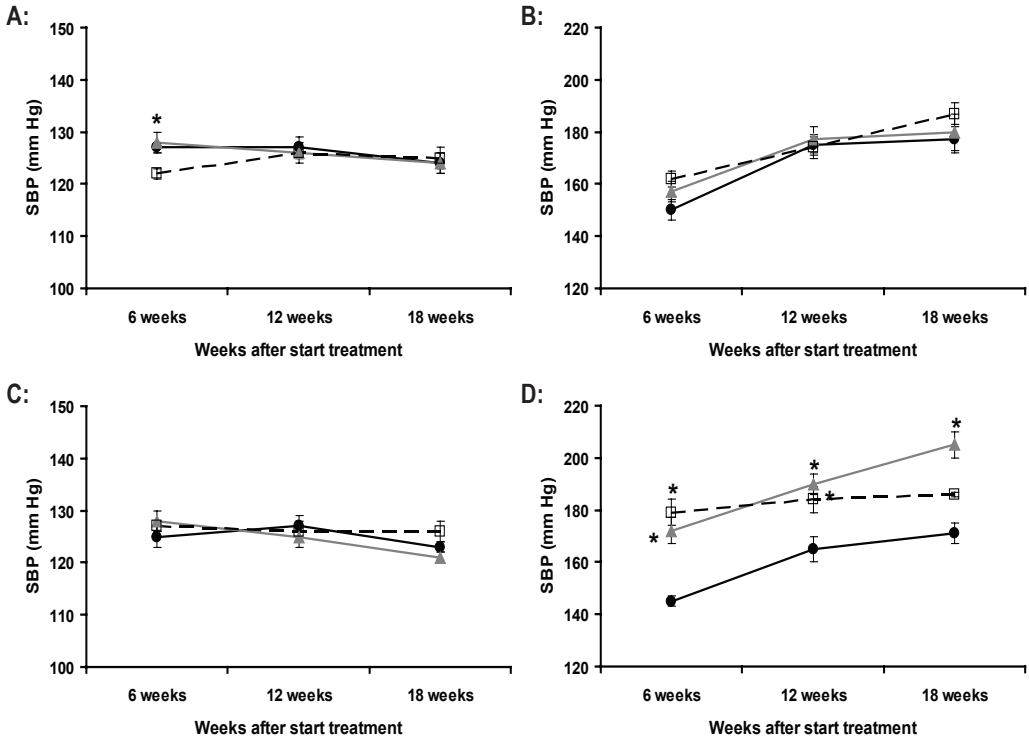 A:
150
140
130
120
110
100
SBP (mm Hg)
*
6 weeks 12 weeks 18 weeks
Weeks after start treatment
B:
220
200
180
160
140
120
SBP (mm Hg)
6 weeks 12 weeks 18 weeks
Weeks after start treatment
C:
150
140
130
120
110
100
SBP (mm Hg)
6 weeks 12 weeks 18 weeks
Weeks after start treatment
D:
220
200
180
160
140
120
SBP (mm Hg)
*
*
*
*
*
6 weeks 12 weeks 18 weeks
Weeks after start treatment